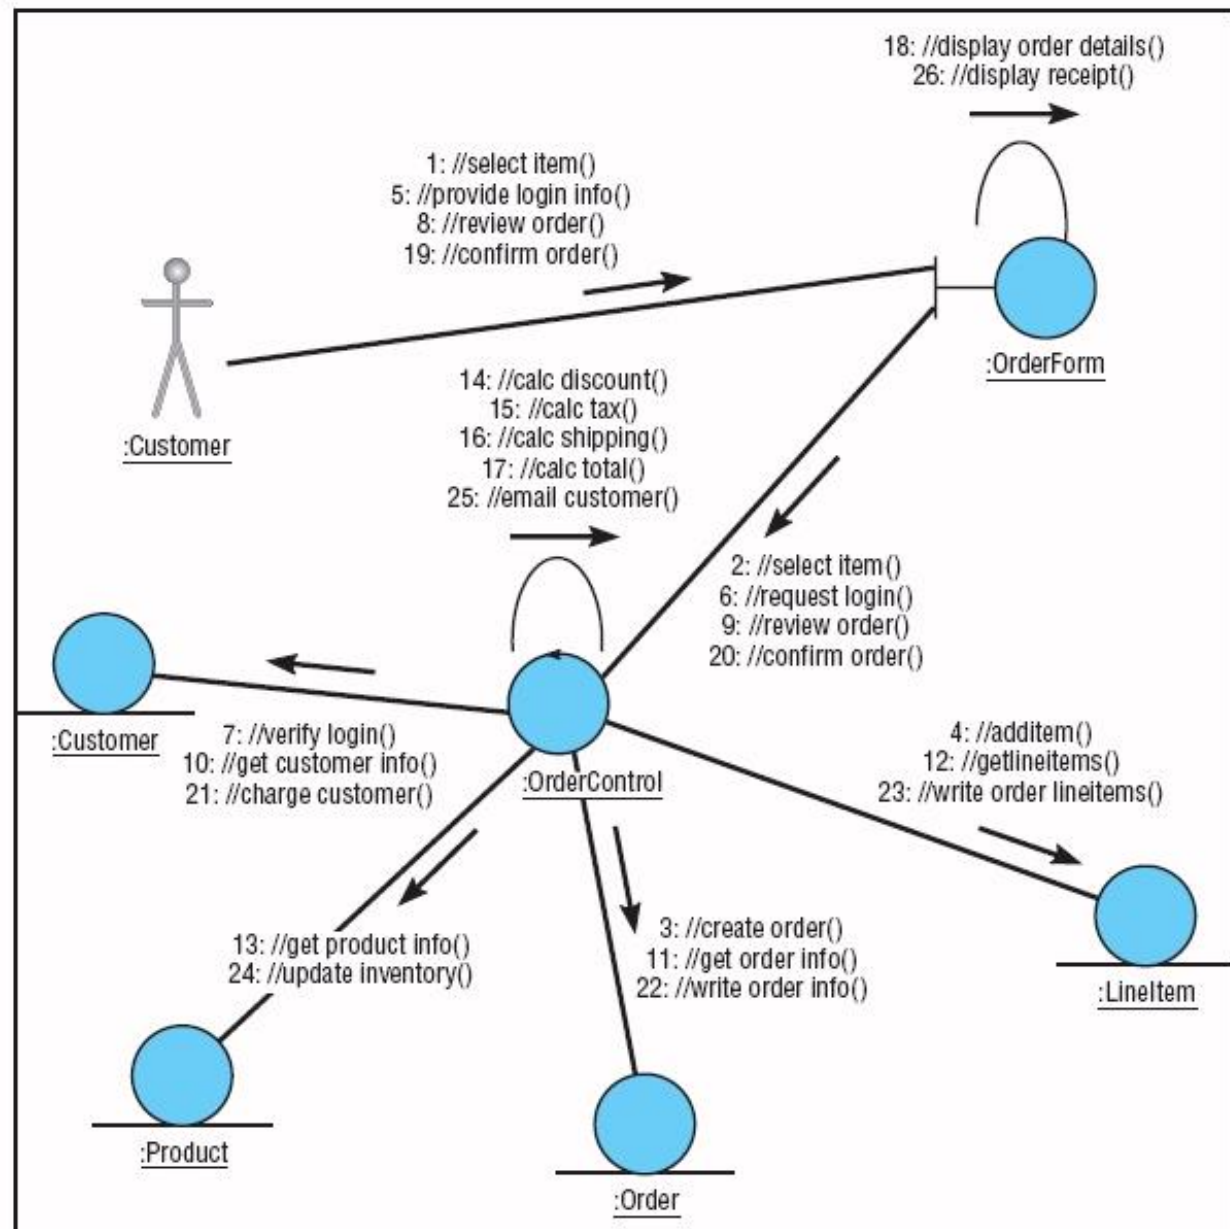 18: //display order details()
26: //display receipt()
1: //select item()
5: //provide login info()
8: //review order()
19: //confirm order()
:OrderForm
:Customer
14: //calc discount()
15: //calc tax()
16: //calc shipping()
17: //calc total()
25: //email customer()
2: //select item()
6: //request login()
9: //review order()
20: //confirm order()
:Customer
7: //verify login()
10: //get customer info()
21: //charge customer()
:OrderControl
4: //additem()
12: //getlineitems()
23: //write order lineitems()
13: //get product info()
24: //update inventory()
3: //create order()
11: //get order info()
22: //write order info()
:LineItem
:Product
:Order